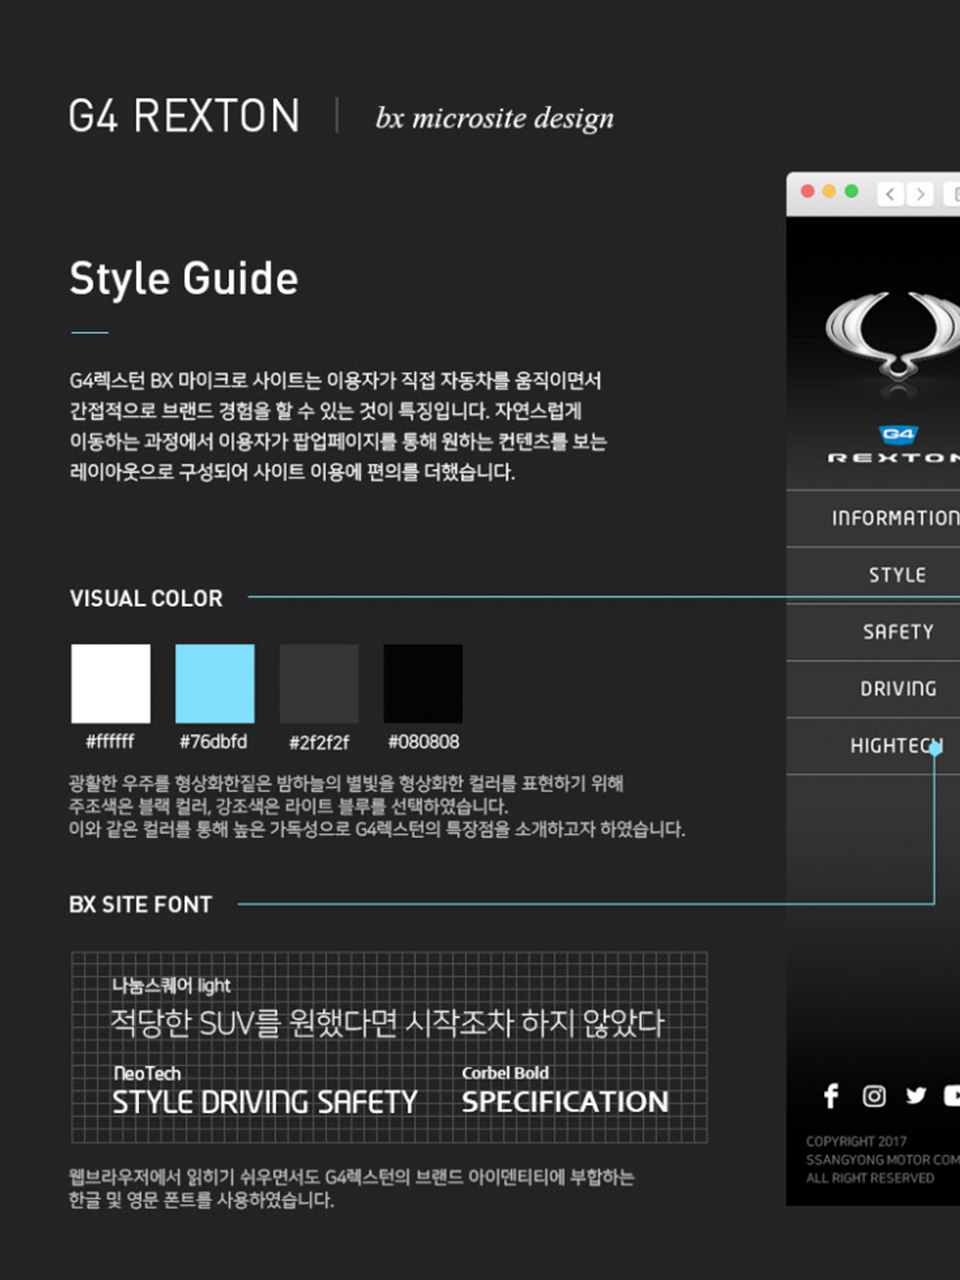 G4 REXTON | bx microsite design
Style Guide
G4렉스턴 BX 마이크로 사이트는 이용자가 직접 자동차를 움직이면서
간접적으로 브랜드 경험을 할 수 있는 것이 특징입니다. 자연스럽게
이동하는 과정에서 이용자가 팝업페이지를 통해 원하는 컨텐츠를 보는
레이아웃으로 구성되어 사이트 이용에 편의를 더했습니다.
VISUAL COLOR
#ffffff #76dbfd #2f2f2f #080808
광활한 우주를 형상화한짙은 밤하늘의 별빛을 형상화한 컬러를 표현하기 위해
주조색은 블랙 컬러, 강조색은 라이트 블루를 선택하였습니다.
이와 같은 컬러를 통해 높은 가독성으로 G4렉스턴의 특장점을 소개하고자 하였습니다.
BX SITE FONT
나눔스퀘어 light
적당한 SUV를 원했다면 시작조차 하지 않았다
NeoTech Corbel Bold
STYLE DRIVING SAFETY SPECIFICATION
웹브라우저에서 읽히기 쉬우면서도 G4렉스턴의 브랜드 아이덴티티에 부합하는
한글 및 영문 폰트를 사용하였습니다.
G4
REXTON
INFORMATION
STYLE
SAFETY
DRIVING
HIGHTECH
COPYRIGHT 2017
SSANGYONG MOTOR COM
ALL RIGHT RESERVED